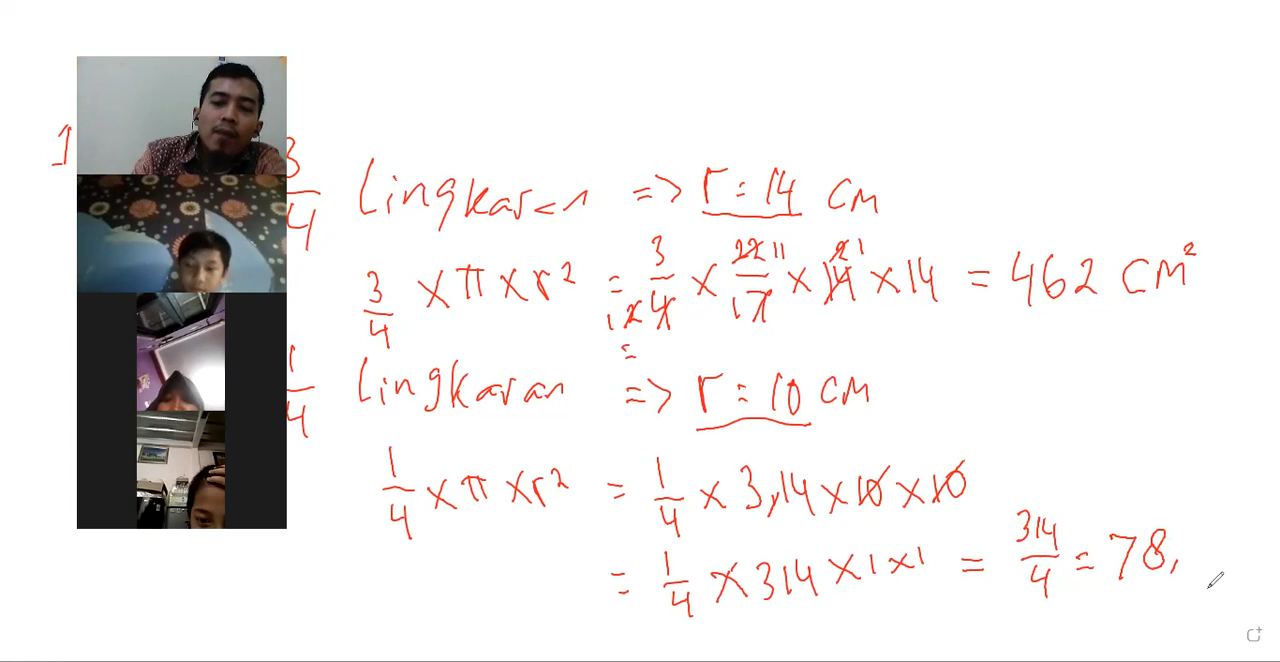 1
3/4 lingkaran => r = 14 cm
3/4 × π × r² = 3/4 × 22/7 × 14 × 14 = 462 cm²
=
1/4 lingkaran => r = 10 cm
1/4 × π × r² = 1/4 × 3,14 × 10 × 10
= 1/4 × 314 × 1 × 1 = 314/4 = 78,